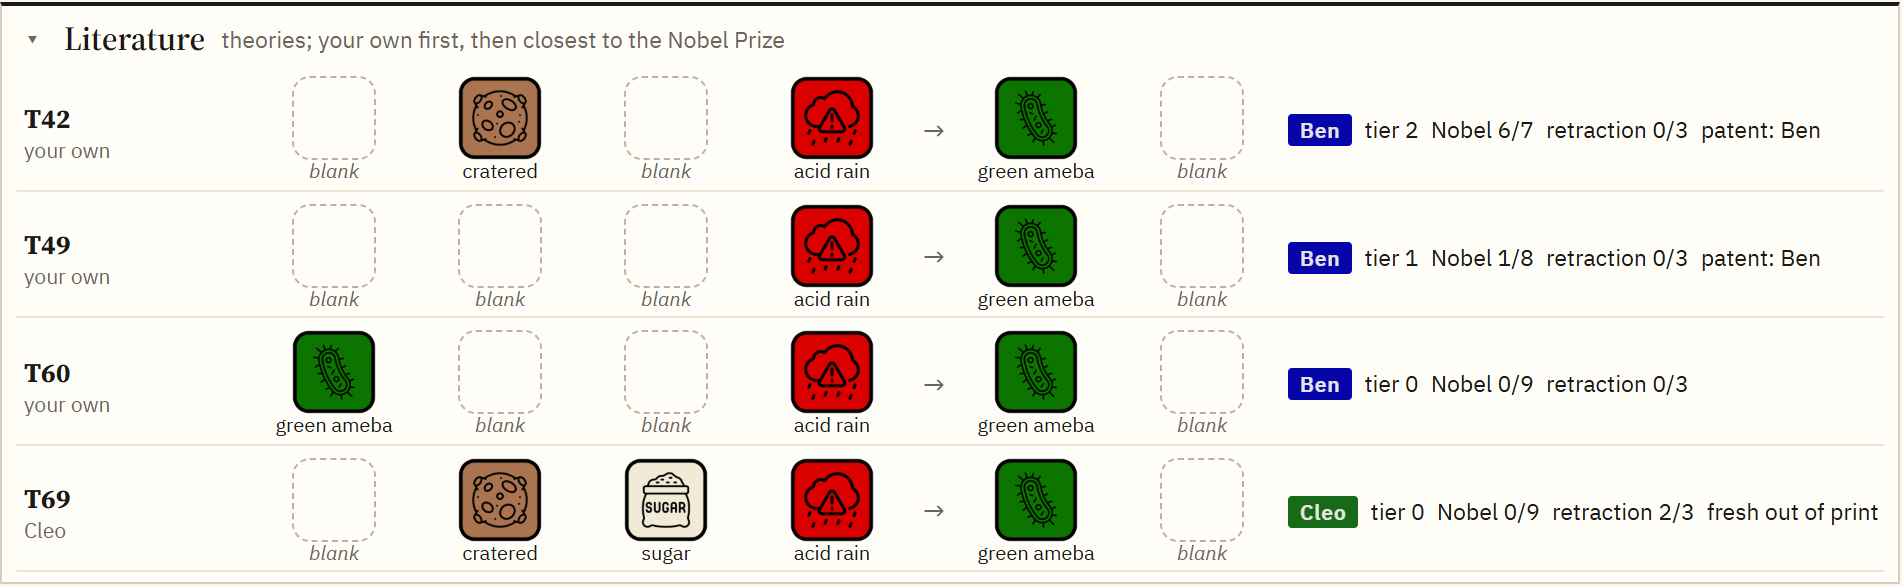 ▾ Literature theories; your own first, then closest to the Nobel Prize
T42
your own
blank cratered blank acid rain → green ameba blank
Ben tier 2 Nobel 6/7 retraction 0/3 patent: Ben
T49
your own
blank blank blank acid rain → green ameba blank
Ben tier 1 Nobel 1/8 retraction 0/3 patent: Ben
T60
your own
green ameba blank blank acid rain → green ameba blank
Ben tier 0 Nobel 0/9 retraction 0/3
T69
Cleo
SUGAR
blank cratered sugar acid rain → green ameba blank
Cleo tier 0 Nobel 0/9 retraction 2/3 fresh out of print